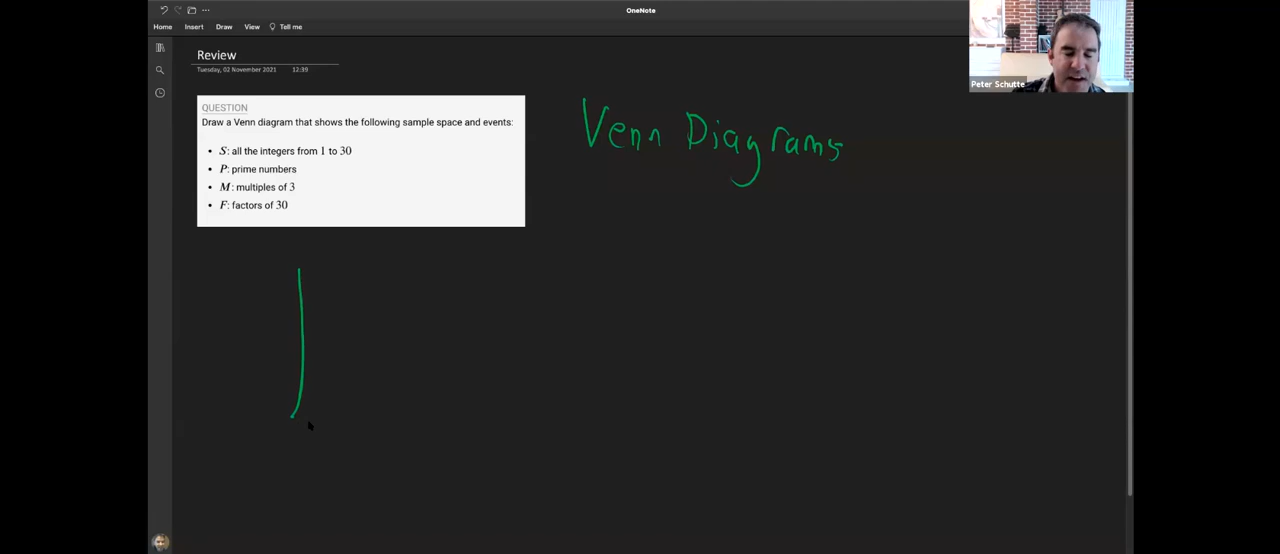 OneNote
Home Insert Draw View Tell me
Review
Tuesday, 02 November 2021 12:39
QUESTION
Draw a Venn diagram that shows the following sample space and events:
• S: all the integers from 1 to 30
• P: prime numbers
• M: multiples of 3
• F: factors of 30
Venn Diagrams
Peter Schutte